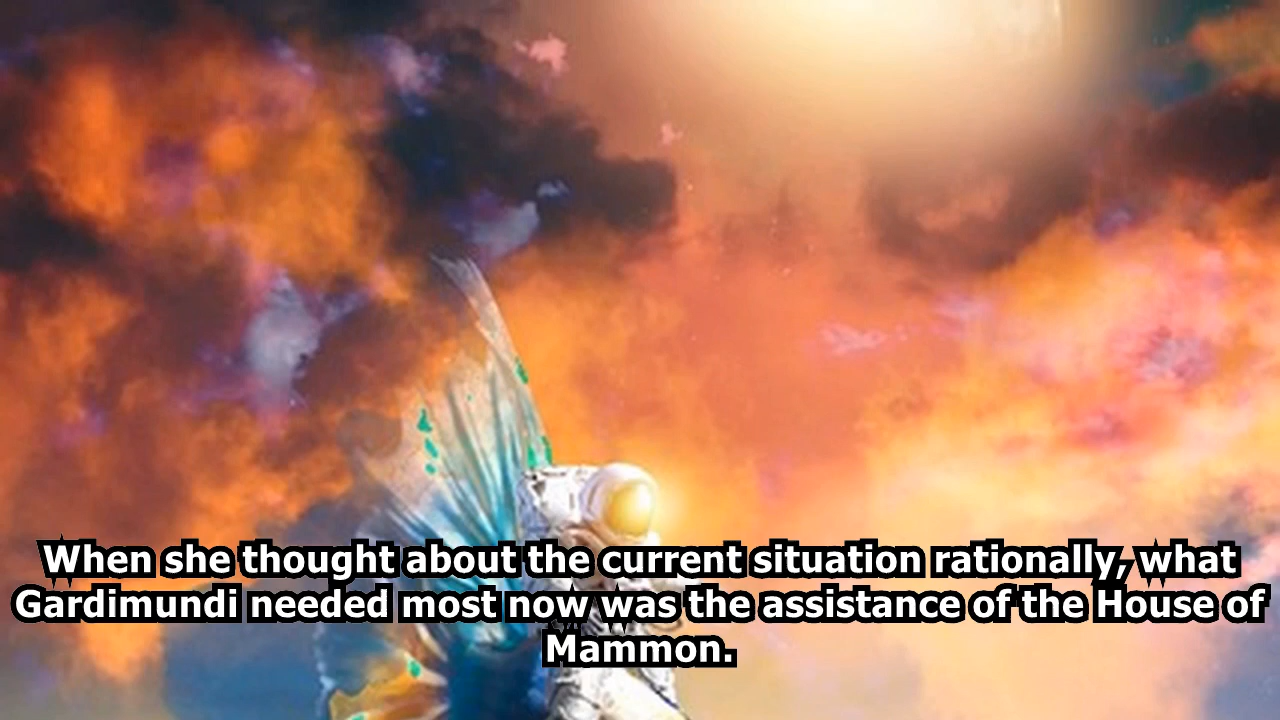 When she thought about the current situation rationally, what
Gardimundi needed most now was the assistance of the House of
Mammon.